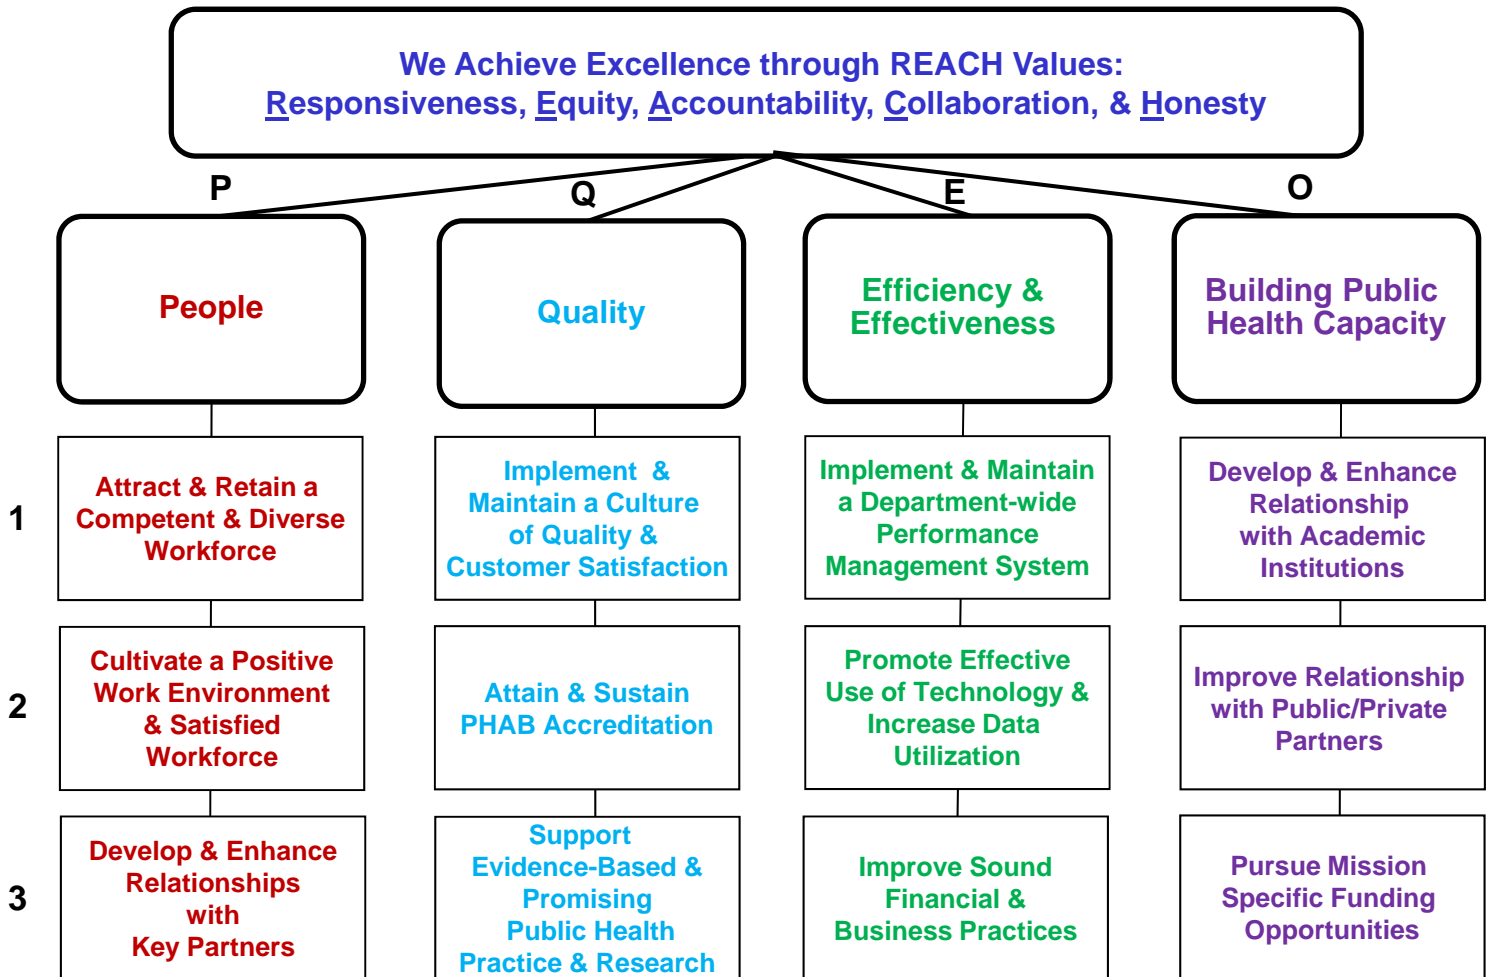 We Achieve Excellence through REACH Values:
Responsiveness, Equity, Accountability, Collaboration, & Honesty
P
Q
E
O
People
Quality
Efficiency &
Effectiveness
Building Public
Health Capacity
1
Attract & Retain a
Competent & Diverse
Workforce
Implement &
Maintain a Culture
of Quality &
Customer Satisfaction
Implement & Maintain
a Department-wide
Performance
Management System
Develop & Enhance
Relationship
with Academic
Institutions
2
Cultivate a Positive
Work Environment
& Satisfied
Workforce
Attain & Sustain
PHAB Accreditation
Promote Effective
Use of Technology &
Increase Data
Utilization
Improve Relationship
with Public/Private
Partners
3
Develop & Enhance
Relationships
with
Key Partners
Support
Evidence-Based &
Promising
Public Health
Practice & Research
Improve Sound
Financial &
Business Practices
Pursue Mission
Specific Funding
Opportunities